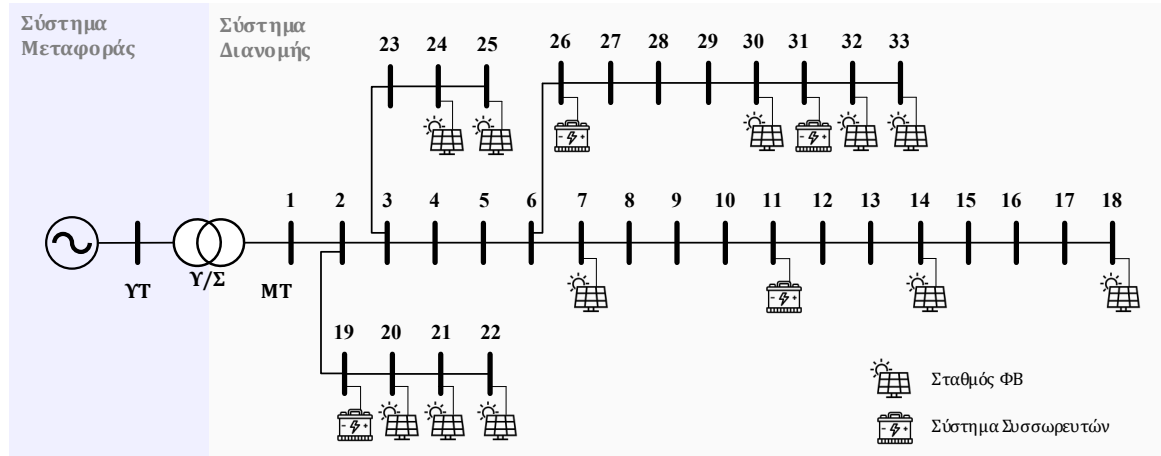 Σύστημα
Μεταφοράς
Σύστημα
Διανομής
23 24 25
26 27 28 29 30 31 32 33
1 2 3 4 5 6 7 8 9 10 11 12 13 14 15 16 17 18
ΥΤ
Υ/Σ
ΜΤ
19 20 21 22
Σταθμός ΦΒ
Σύστημα Συσσωρευτών